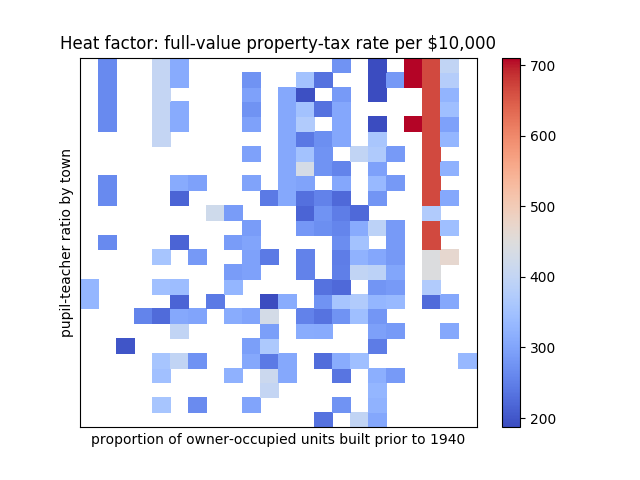 Heat factor: full-value property-tax rate per $10,000
pupil-teacher ratio by town
proportion of owner-occupied units built prior to 1940
700
600
500
400
300
200